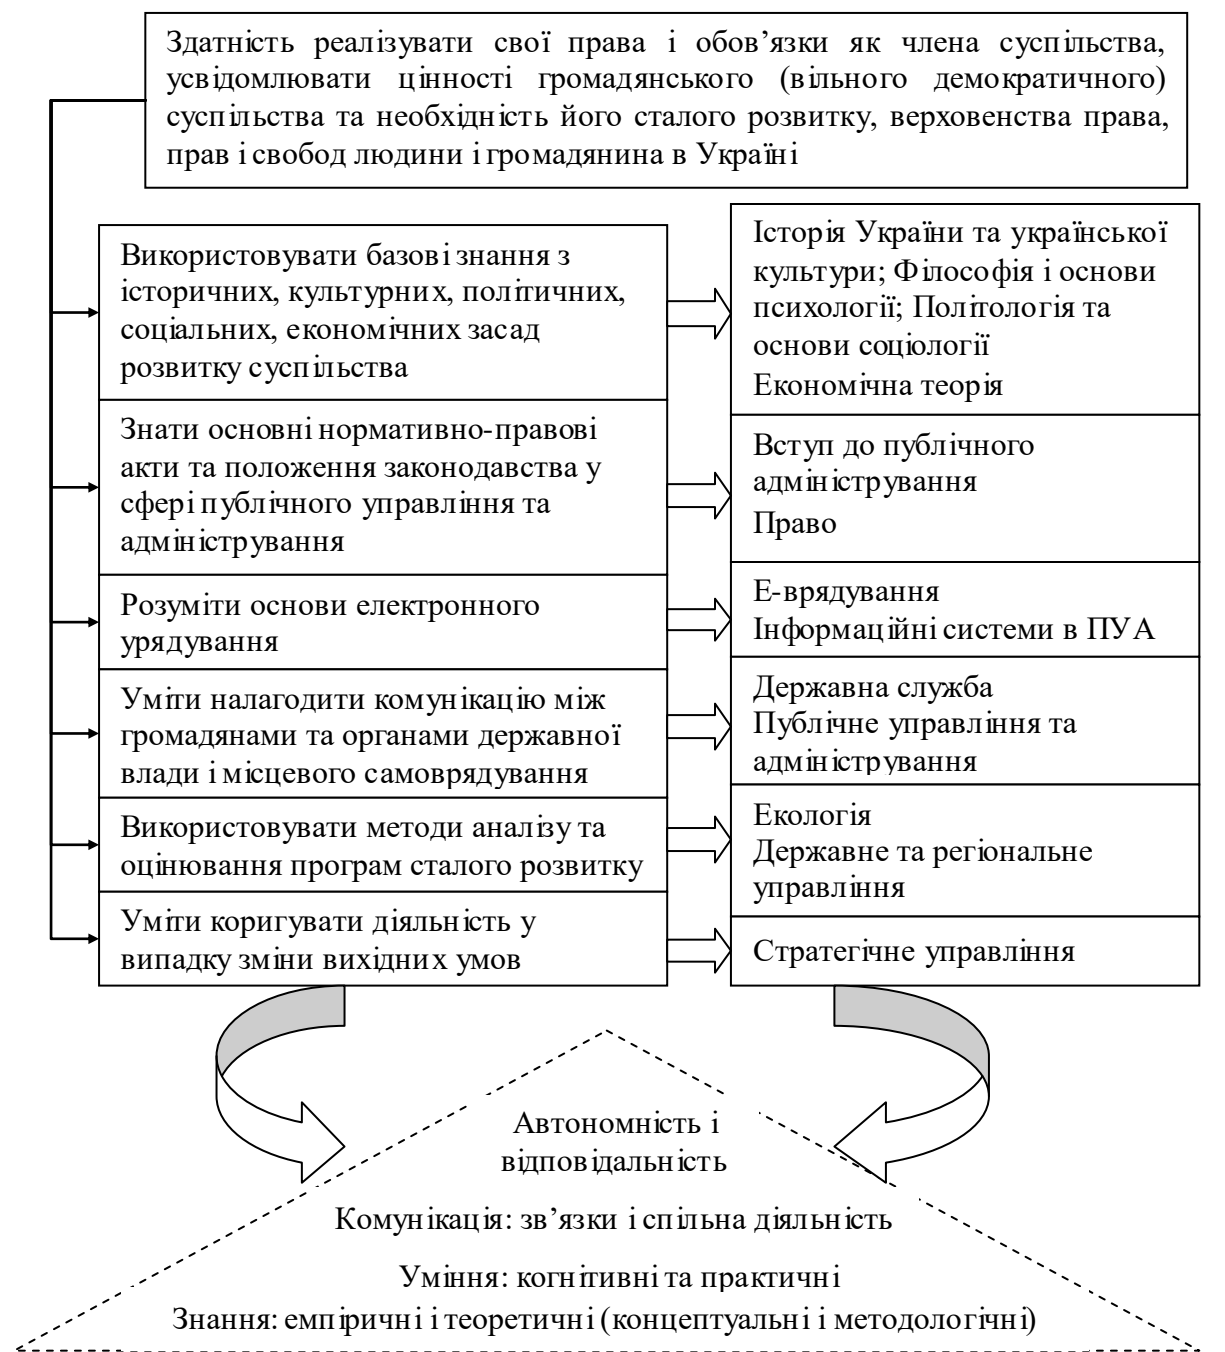 Здатність реалізувати свої права і обов’язки як члена суспільства,
усвідомлювати цінності громадянського (вільного демократичного)
суспільства та необхідність його сталого розвитку, верховенства права,
прав і свобод людини і громадянина в Україні
Використовувати базові знання з
історичних, культурних, політичних,
соціальних, економічних засад
розвитку суспільства
Історія України та української
культури; Філософія і основи
психології; Політологія та
основи соціології
Економічна теорія
Знати основні нормативно-правові
акти та положення законодавства у
сфері публічного управління та
адміністрування
Вступ до публічного
адміністрування
Право
Розуміти основи електронного
урядування
Е-врядування
Інформаційні системи в ПУА
Уміти налагодити комунікацію між
громадянами та органами державної
влади і місцевого самоврядування
Державна служба
Публічне управління та
адміністрування
Використовувати методи аналізу та
оцінювання програм сталого розвитку
Екологія
Державне та регіональне
управління
Уміти коригувати діяльність у
випадку зміни вихідних умов
Стратегічне управління
Автономність і
відповідальність
Комунікація: зв’язки і спільна діяльність
Уміння: когнітивні та практичні
Знання: емпіричні і теоретичні (концептуальні і методологічні)